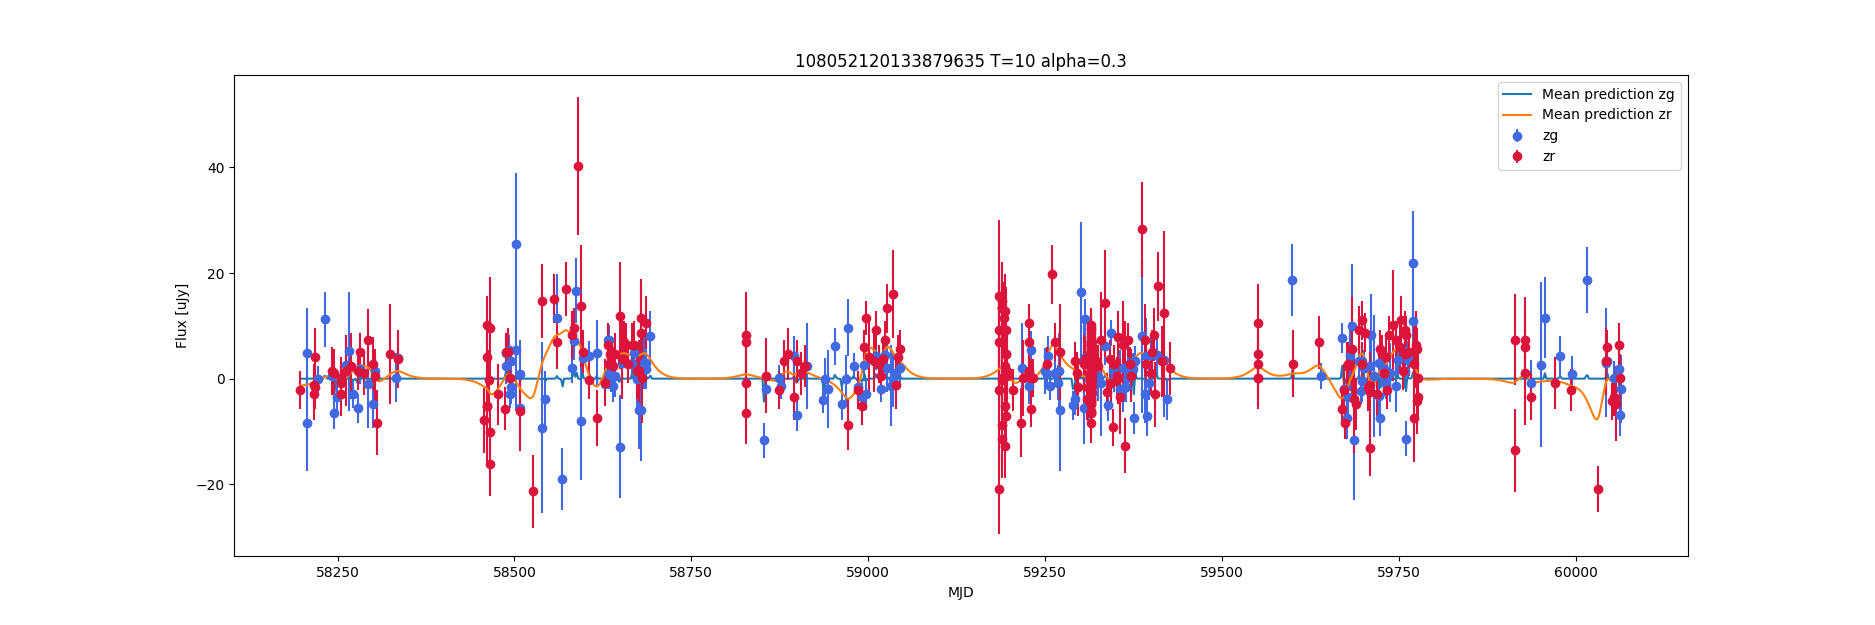 108052120133879635 T=10 alpha=0.3
Mean prediction zg
Mean prediction zr
zg
zr
Flux [uJy]
40
20
0
−20
58250
58500
58750
59000
59250
59500
59750
60000
MJD